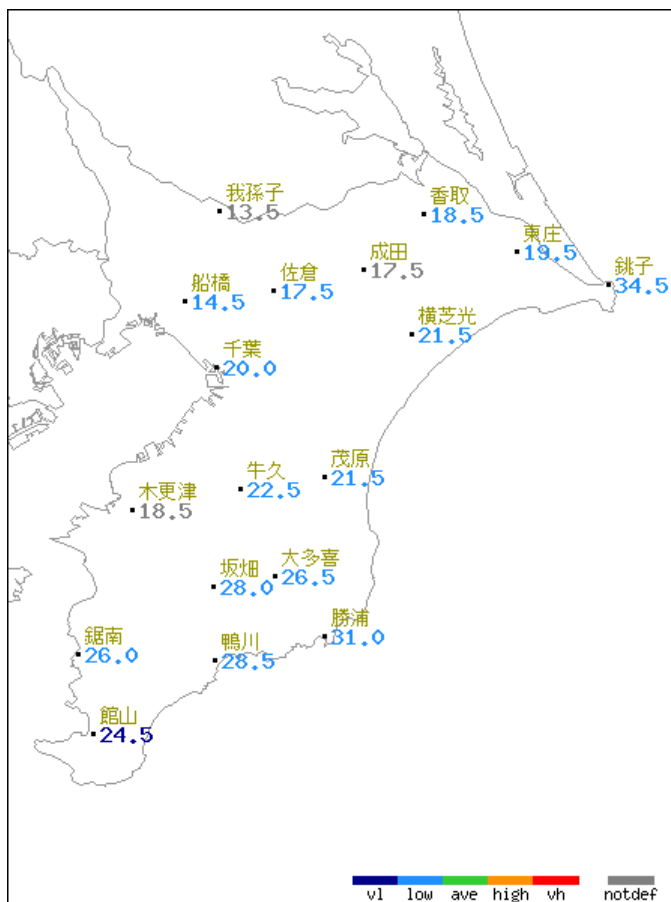 我孫子
13.5
香取
18.5
東庄
19.5
成田
17.5
銚子
34.5
佐倉
17.5
船橋
14.5
横芝光
21.5
千葉
20.0
茂原
21.5
牛久
22.5
木更津
18.5
大多喜
26.5
坂畑
28.0
勝浦
31.0
鋸南
26.0
鴨川
28.5
館山
24.5
vl low ave high vh notdef